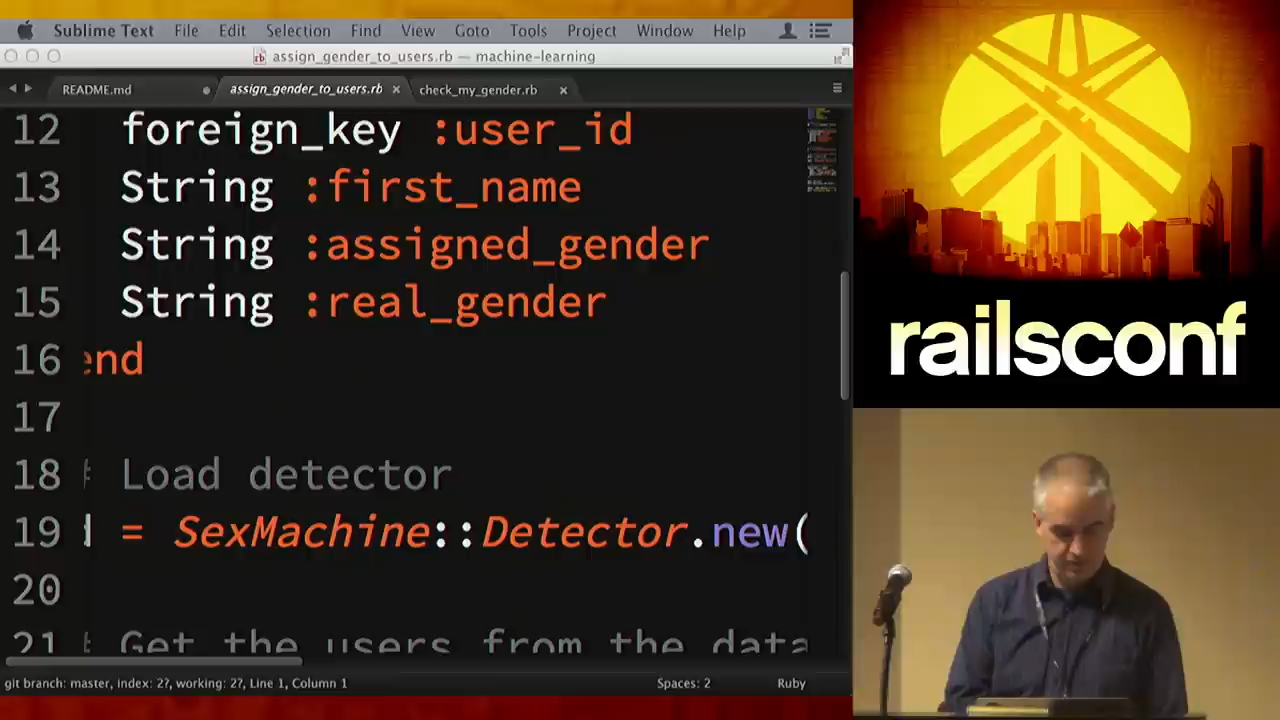 Sublime Text File Edit Selection Find View Goto Tools Project Window Help
assign_gender_to_users.rb — machine-learning
README.md assign_gender_to_users.rb check_my_gender.rb
12 foreign_key :user_id
13 String :first_name
14 String :assigned_gender
15 String :real_gender
16 end
17
18 # Load detector
19 d = SexMachine::Detector.new(
20
21 # Get the users from the data
git branch: master, index: 2?, working: 2?, Line 1, Column 1 Spaces: 2 Ruby
railsconf